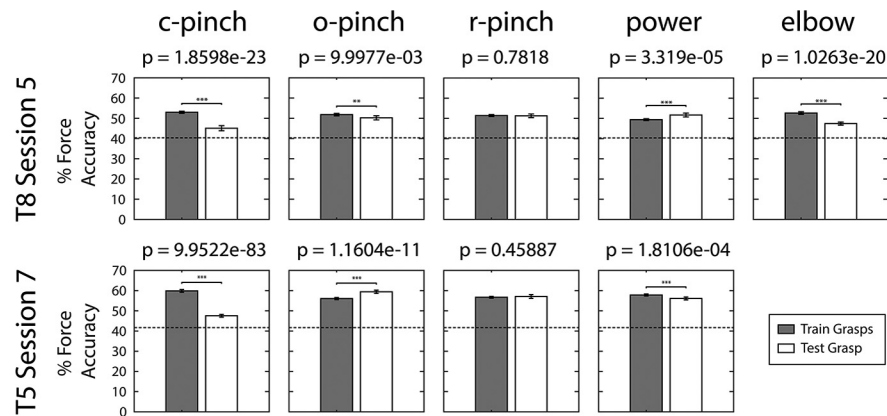 c-pinch o-pinch r-pinch power elbow
p = 1.8598e-23 p = 9.9977e-03 p = 0.7818 p = 3.319e-05 p = 1.0263e-20
T8 Session 5
% Force
Accuracy
70
60
50
40
30
20
10
0
*** ** *** ***
p = 9.9522e-83 p = 1.1604e-11 p = 0.45887 p = 1.8106e-04
T5 Session 7
% Force
Accuracy
70
60
50
40
30
20
10
0
*** *** ***
Train Grasps
Test Grasp